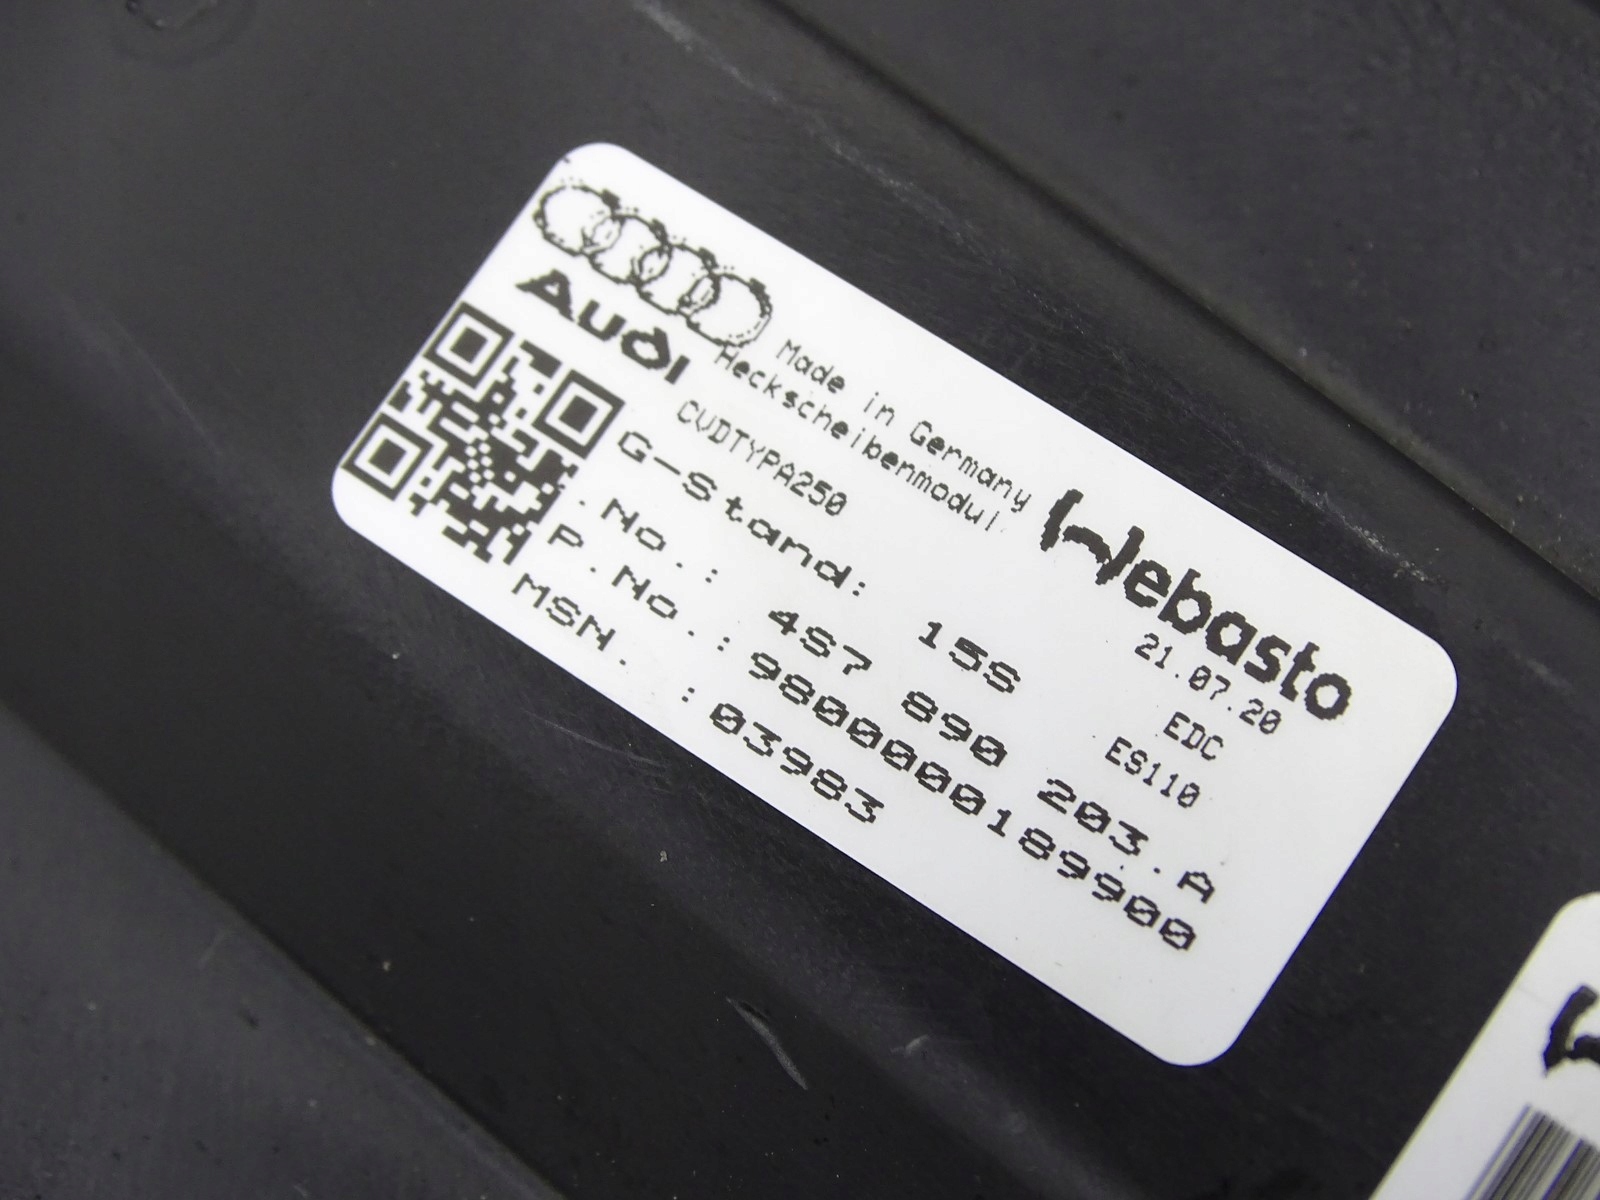 Audi
Made in Germany
Heckscheibenmodul
CVDTYPA250
Webasto
21.07.20
EDC
ES110
G-Stand: 15S
.No.: 4S7 890 203.A
P.No.: 9800000189900
MSN. : 03983